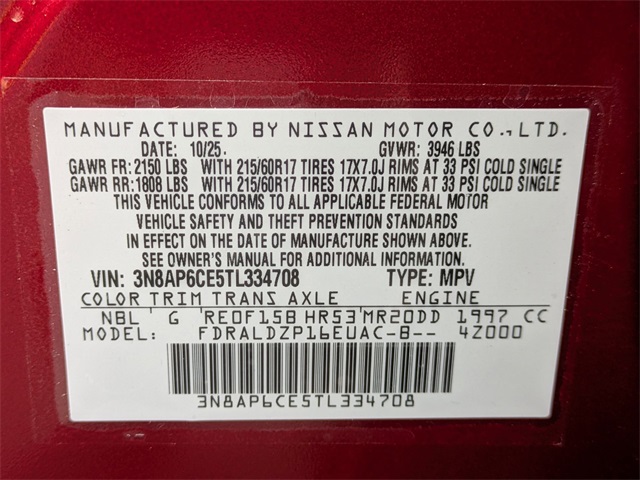 MANUFACTURED BY NISSAN MOTOR CO., LTD.
DATE: 10/25 GVWR: 3946 LBS
GAWR FR: 2150 LBS WITH 215/60R17 TIRES 17X7.0J RIMS AT 33 PSI COLD SINGLE
GAWR RR: 1808 LBS WITH 215/60R17 TIRES 17X7.0J RIMS AT 33 PSI COLD SINGLE
THIS VEHICLE CONFORMS TO ALL APPLICABLE FEDERAL MOTOR
VEHICLE SAFETY AND THEFT PREVENTION STANDARDS
IN EFFECT ON THE DATE OF MANUFACTURE SHOWN ABOVE.
SEE OWNER'S MANUAL FOR ADDITIONAL INFORMATION.
VIN: 3N8AP6CE5TL334708 TYPE: MPV
COLOR TRIM TRANS AXLE ENGINE
NBL G RE0F15B HR53 MR20DD 1997 CC
MODEL: FDRALDZP16EUAC-B-- 4Z000
3N8AP6CE5TL334708